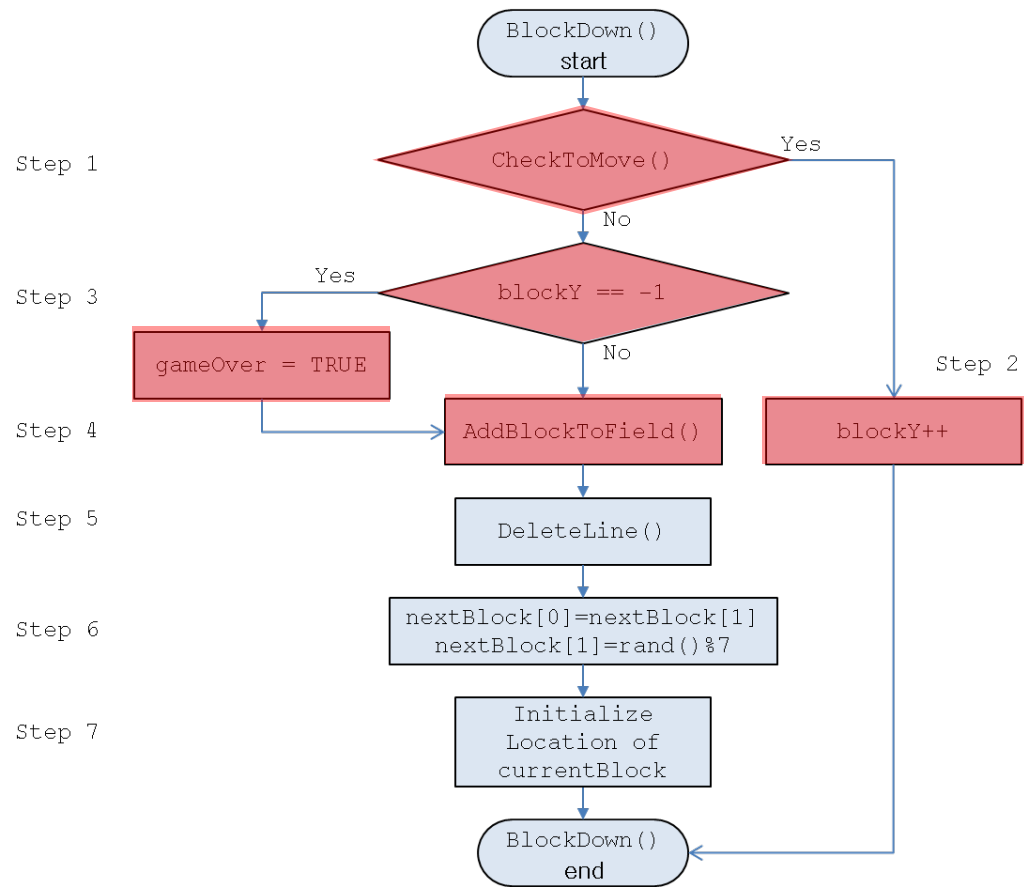 BlockDown()
start
Step 1
CheckToMove()
Yes
No
Step 3
Yes
blockY == -1
No
gameOver = TRUE
Step 2
Step 4
AddBlockToField()
blockY++
Step 5
DeleteLine()
Step 6
nextBlock[0]=nextBlock[1]
nextBlock[1]=rand()%7
Step 7
Initialize
Location of
currentBlock
BlockDown()
end